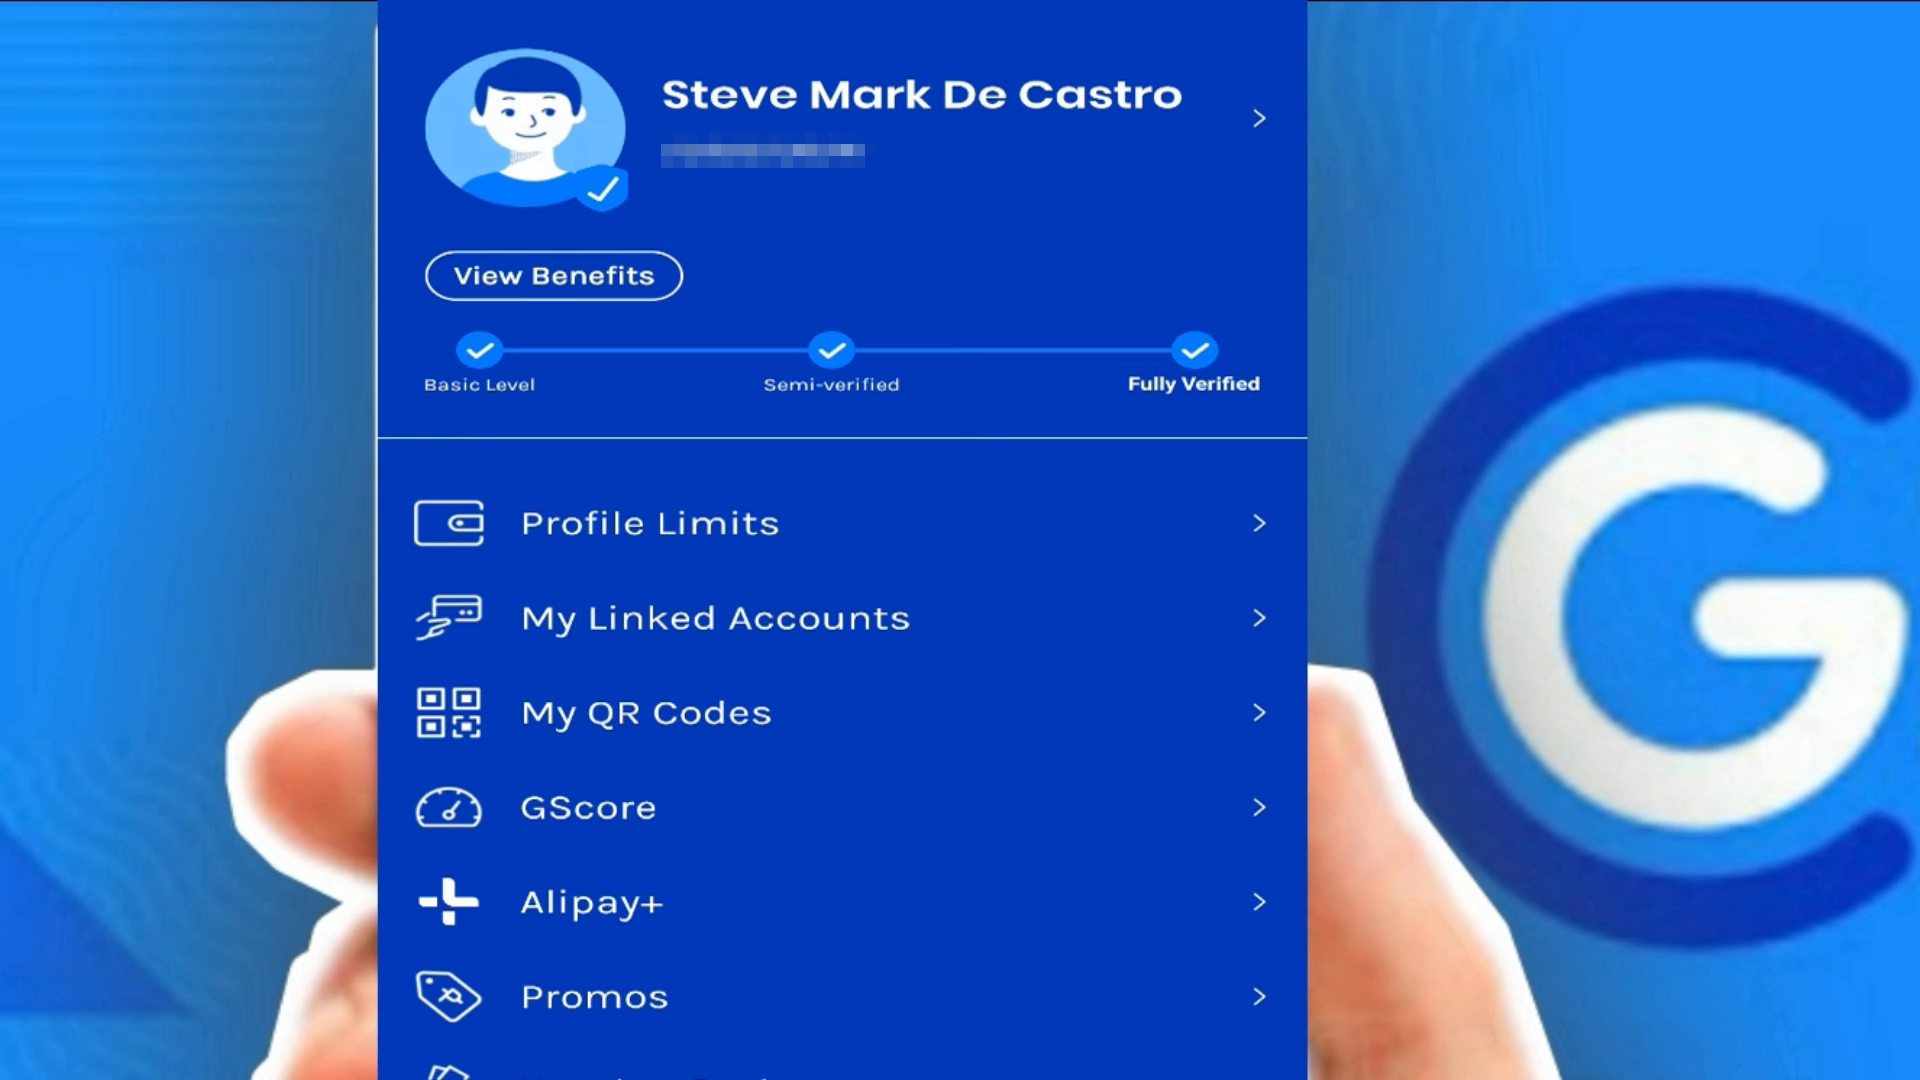 Steve Mark De Castro
View Benefits
Basic Level
Semi-verified
Fully Verified
Profile Limits
My Linked Accounts
My QR Codes
GScore
Alipay+
Promos
G